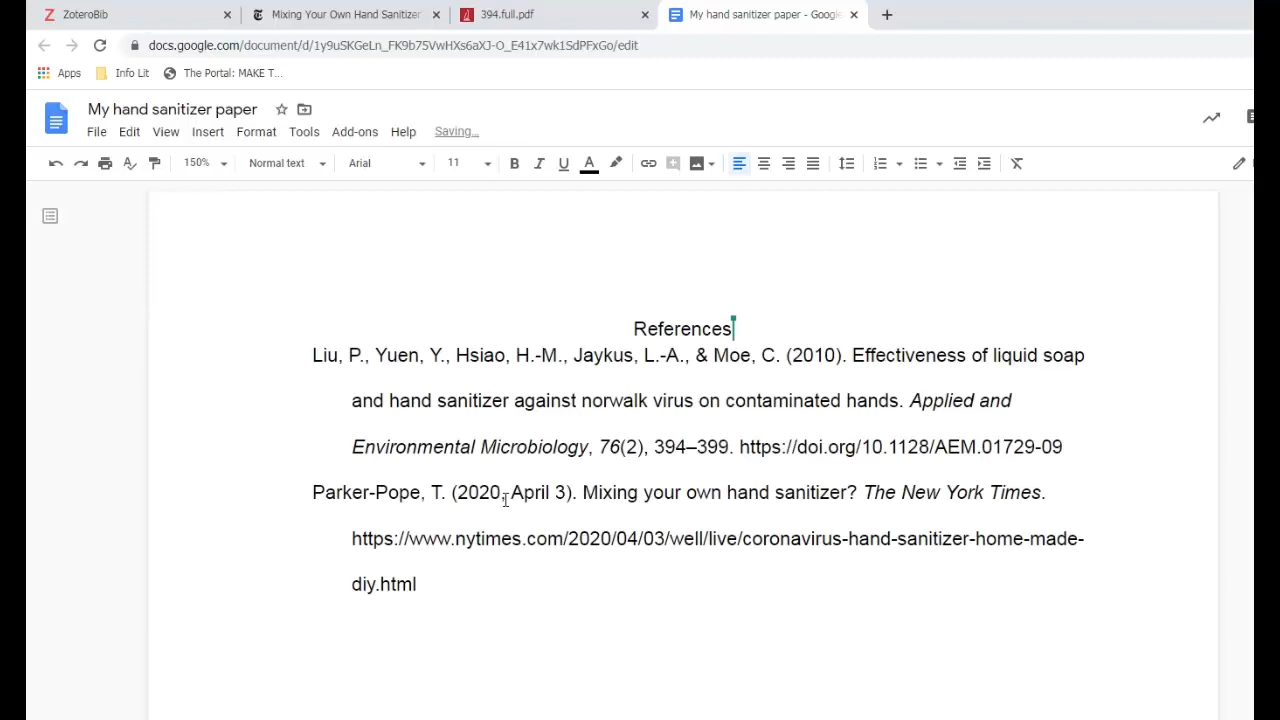 ZoteroBib
Mixing Your Own Hand Sanitizer
394.full.pdf
My hand sanitizer paper - Google
docs.google.com/document/d/1y9uSKGeLn_FK9b75VwHXs6aXJ-O_E41x7wk1SdPFxGo/edit
Apps
Info Lit
The Portal: MAKE T...
My hand sanitizer paper
File Edit View Insert Format Tools Add-ons Help Saving...
150% Normal text Arial 11
References
Liu, P., Yuen, Y., Hsiao, H.-M., Jaykus, L.-A., & Moe, C. (2010). Effectiveness of liquid soap
and hand sanitizer against norwalk virus on contaminated hands. Applied and
Environmental Microbiology, 76(2), 394–399. https://doi.org/10.1128/AEM.01729-09
Parker-Pope, T. (2020, April 3). Mixing your own hand sanitizer? The New York Times.
https://www.nytimes.com/2020/04/03/well/live/coronavirus-hand-sanitizer-home-made-
diy.html